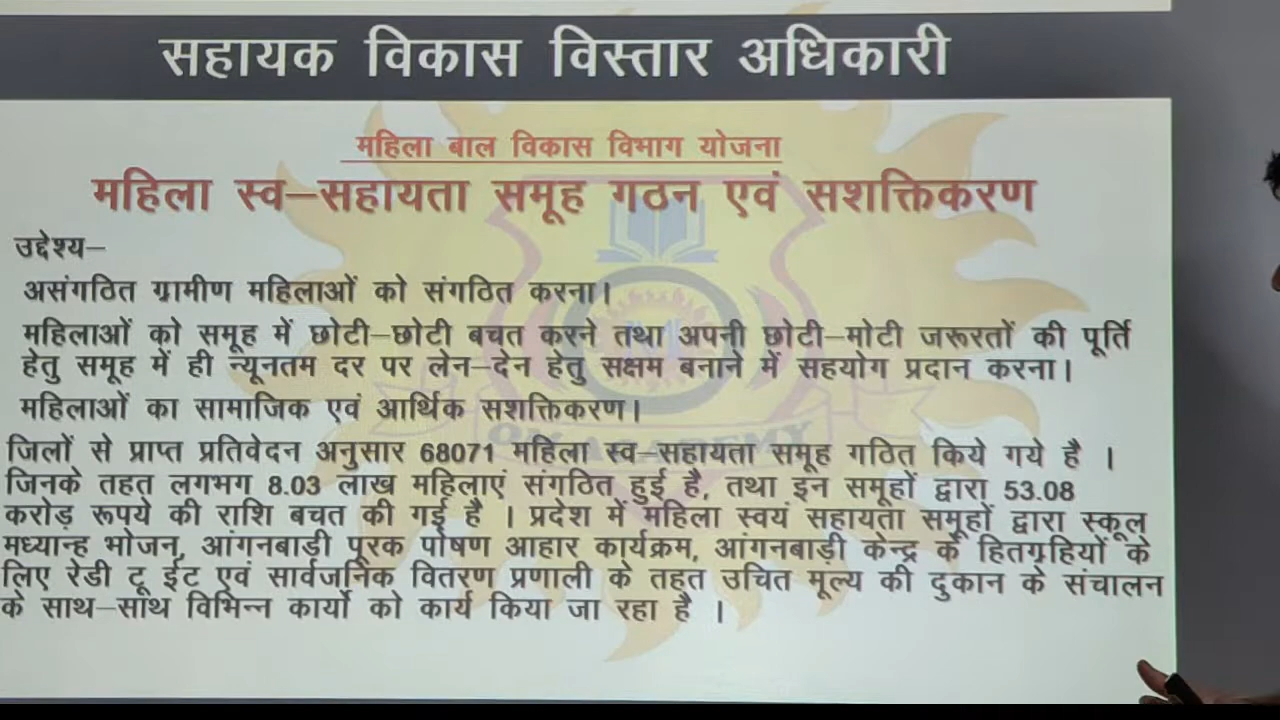 सहायक विकास विस्तार अधिकारी
महिला बाल विकास विभाग योजना
महिला स्व–सहायता समूह गठन एवं सशक्तिकरण
उद्देश्य–
असंगठित ग्रामीण महिलाओं को संगठित करना।
महिलाओं को समूह में छोटी–छोटी बचत करने तथा अपनी छोटी–मोटी जरूरतों की पूर्ति
हेतु समूह में ही न्यूनतम दर पर लेन–देन हेतु सक्षम बनाने में सहयोग प्रदान करना।
महिलाओं का सामाजिक एवं आर्थिक सशक्तिकरण।
OM ACADEMY
जिलों से प्राप्त प्रतिवेदन अनुसार 68071 महिला स्व–सहायता समूह गठित किये गये है ।
जिनके तहत लगभग 8.03 लाख महिलाएं संगठित हुई है, तथा इन समूहों द्वारा 53.08
करोड़ रूपये की राशि बचत की गई है । प्रदेश में महिला स्वयं सहायता समूहों द्वारा स्कूल
मध्यान्ह भोजन, आंगनबाड़ी पूरक पोषण आहार कार्यक्रम, आंगनबाड़ी केन्द्र के हितग्रहियों के
लिए रेडी टू ईट एवं सार्वजनिक वितरण प्रणाली के तहत उचित मूल्य की दुकान के संचालन
के साथ–साथ विभिन्न कार्यो को कार्य किया जा रहा है ।